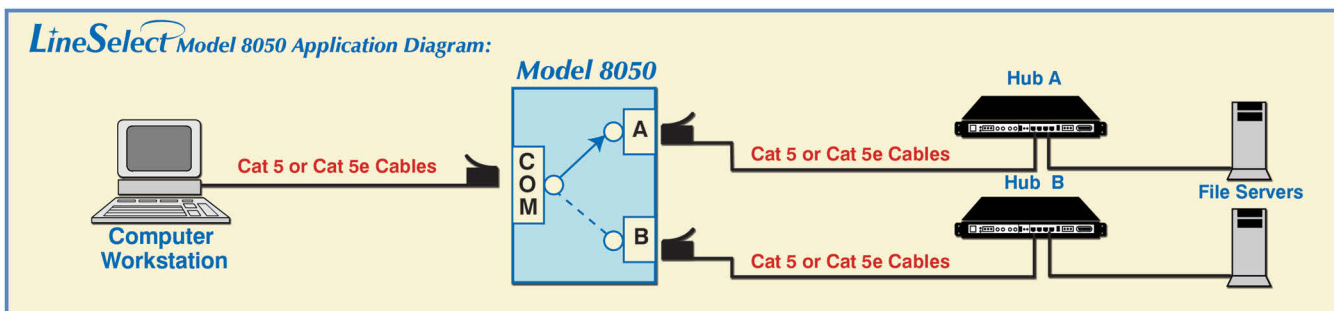 LineSelect Model 8050 Application Diagram:
Model 8050
Hub A
A
Cat 5 or Cat 5e Cables
Cat 5 or Cat 5e Cables
COM
Hub B
File Servers
B
Computer
Workstation
Cat 5 or Cat 5e Cables